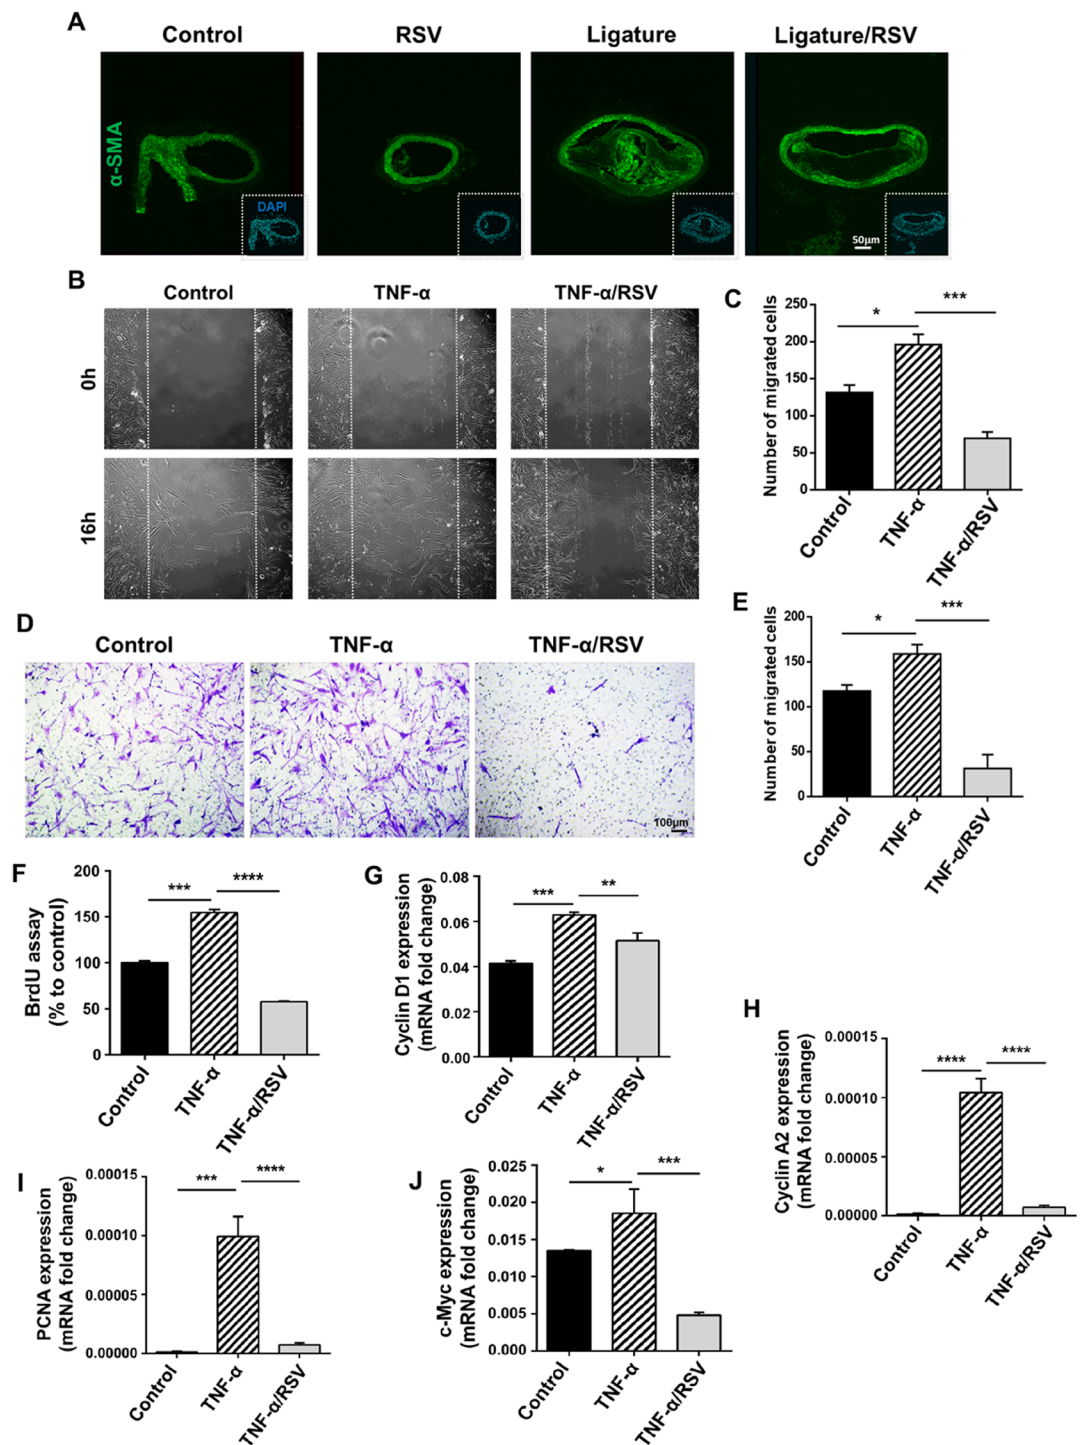 A
Control
RSV
Ligature
Ligature/RSV
α-SMA
DAPI
50µm
B
Control
TNF-α
TNF-α/RSV
0h
16h
C
Number of migrated cells
250
200
150
100
50
0
*
***
Control
TNF-α
TNF-α/RSV
D
Control
TNF-α
TNF-α/RSV
100µm
E
Number of migrated cells
200
150
100
50
0
*
***
Control
TNF-α
TNF-α/RSV
F
BrdU assay
(% to control)
200
150
100
50
0
***
****
Control
TNF-α
TNF-α/RSV
G
Cyclin D1 expression
(mRNA fold change)
0.08
0.06
0.04
0.02
0.00
***
**
Control
TNF-α
TNF-α/RSV
H
Cyclin A2 expression
(mRNA fold change)
0.00015
0.00010
0.00005
0.00000
****
****
Control
TNF-α
TNF-α/RSV
I
PCNA expression
(mRNA fold change)
0.00015
0.00010
0.00005
0.00000
***
****
Control
TNF-α
TNF-α/RSV
J
c-Myc expression
(mRNA fold change)
0.025
0.020
0.015
0.010
0.005
0.000
*
***
Control
TNF-α
TNF-α/RSV